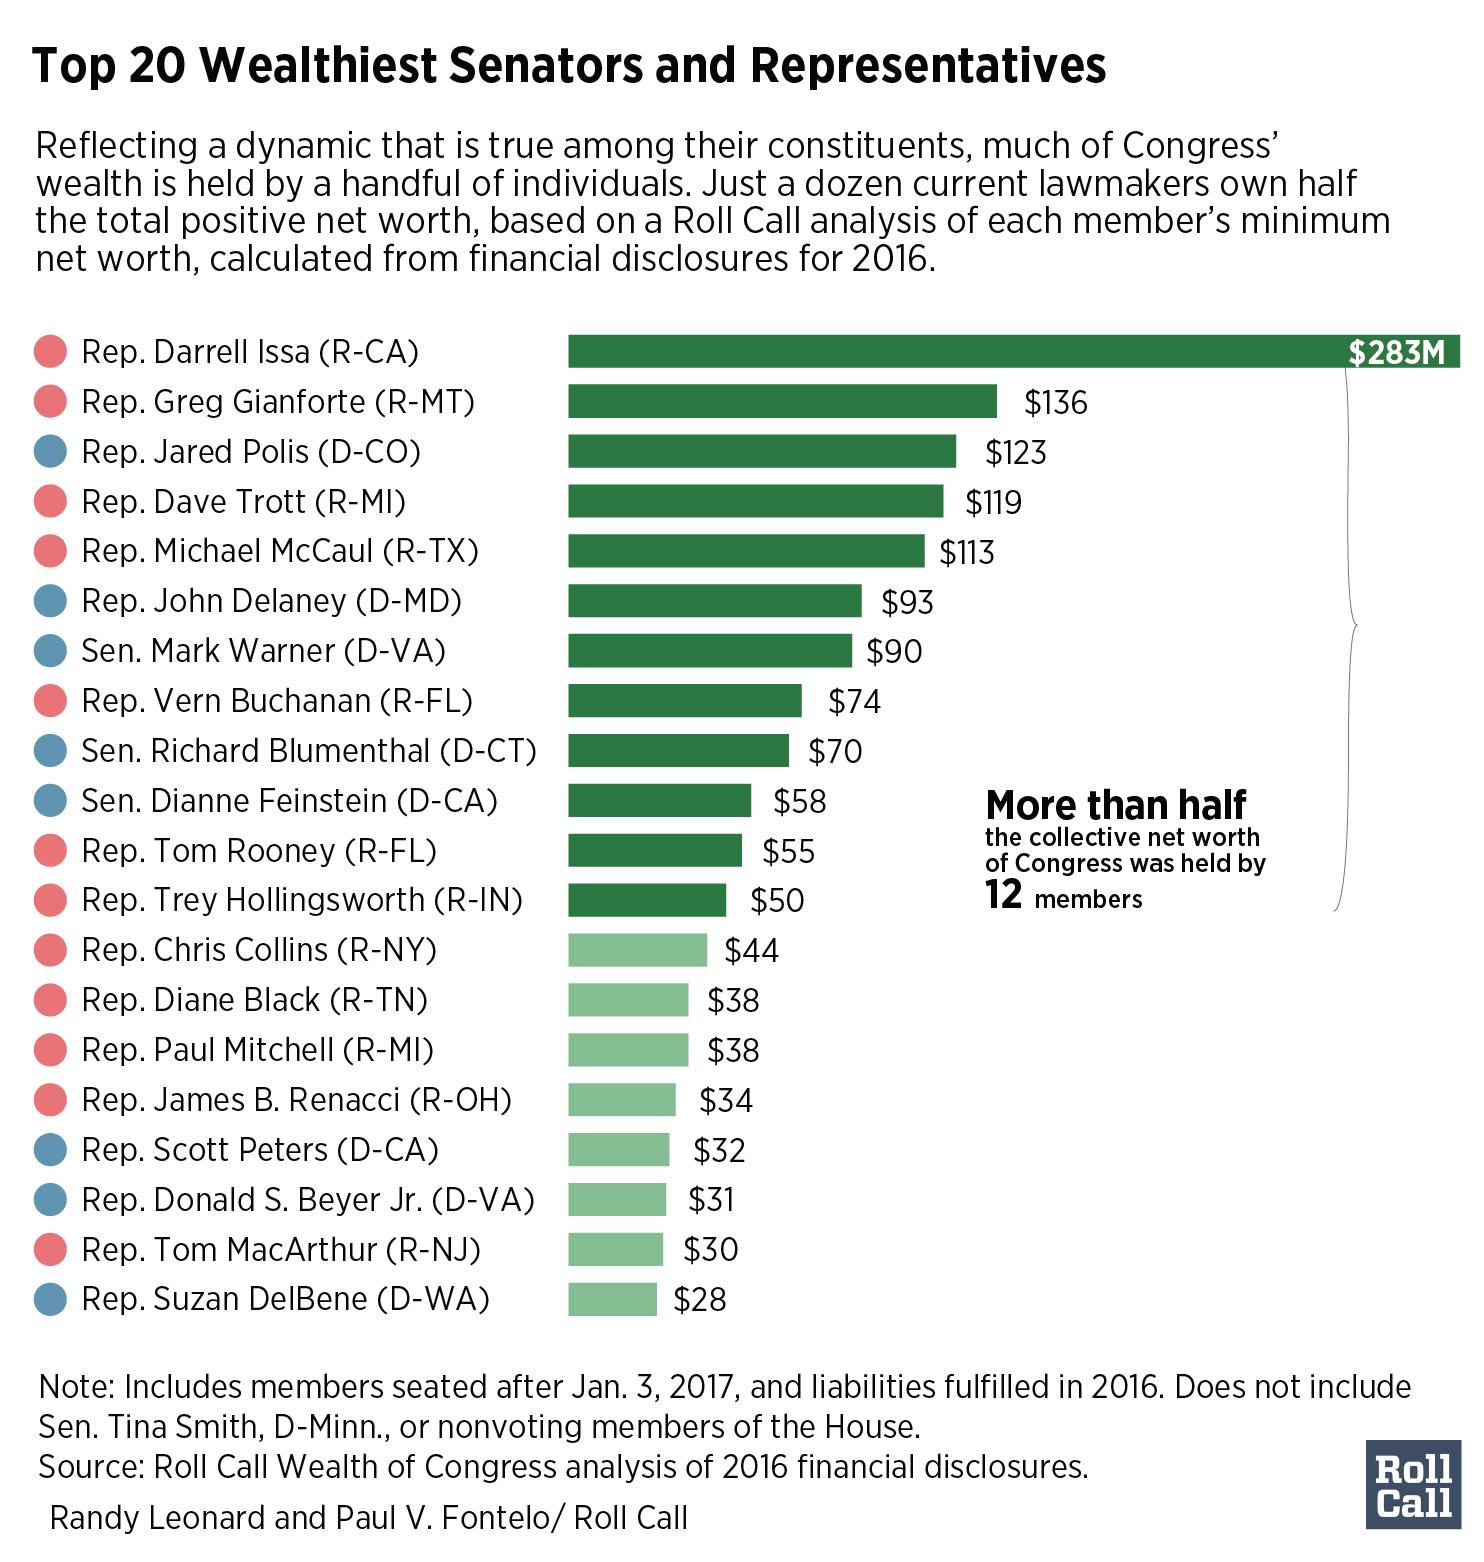 Top 20 Wealthiest Senators and Representatives
Reflecting a dynamic that is true among their constituents, much of Congress’
wealth is held by a handful of individuals. Just a dozen current lawmakers own half
the total positive net worth, based on a Roll Call analysis of each member’s minimum
net worth, calculated from financial disclosures for 2016.
Rep. Darrell Issa (R-CA) $283M
Rep. Greg Gianforte (R-MT) $136
Rep. Jared Polis (D-CO) $123
Rep. Dave Trott (R-MI) $119
Rep. Michael McCaul (R-TX) $113
Rep. John Delaney (D-MD) $93
Sen. Mark Warner (D-VA) $90
Rep. Vern Buchanan (R-FL) $74
Sen. Richard Blumenthal (D-CT) $70
Sen. Dianne Feinstein (D-CA) $58
Rep. Tom Rooney (R-FL) $55
Rep. Trey Hollingsworth (R-IN) $50
More than half
the collective net worth
of Congress was held by
12 members
Rep. Chris Collins (R-NY) $44
Rep. Diane Black (R-TN) $38
Rep. Paul Mitchell (R-MI) $38
Rep. James B. Renacci (R-OH) $34
Rep. Scott Peters (D-CA) $32
Rep. Donald S. Beyer Jr. (D-VA) $31
Rep. Tom MacArthur (R-NJ) $30
Rep. Suzan DelBene (D-WA) $28
Note: Includes members seated after Jan. 3, 2017, and liabilities fulfilled in 2016. Does not include
Sen. Tina Smith, D-Minn., or nonvoting members of the House.
Source: Roll Call Wealth of Congress analysis of 2016 financial disclosures.
Randy Leonard and Paul V. Fontelo/ Roll Call
Roll
Call